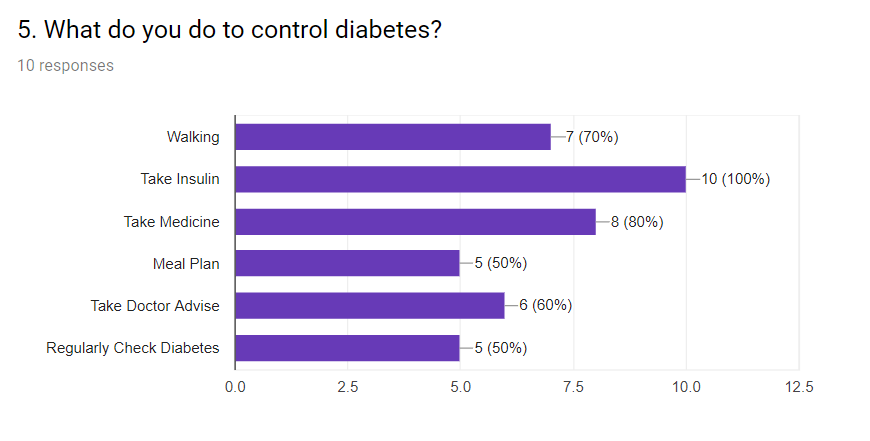 5. What do you do to control diabetes?
10 responses
Walking 7 (70%)
Take Insulin 10 (100%)
Take Medicine 8 (80%)
Meal Plan 5 (50%)
Take Doctor Advise 6 (60%)
Regularly Check Diabetes 5 (50%)
0.0 2.5 5.0 7.5 10.0 12.5